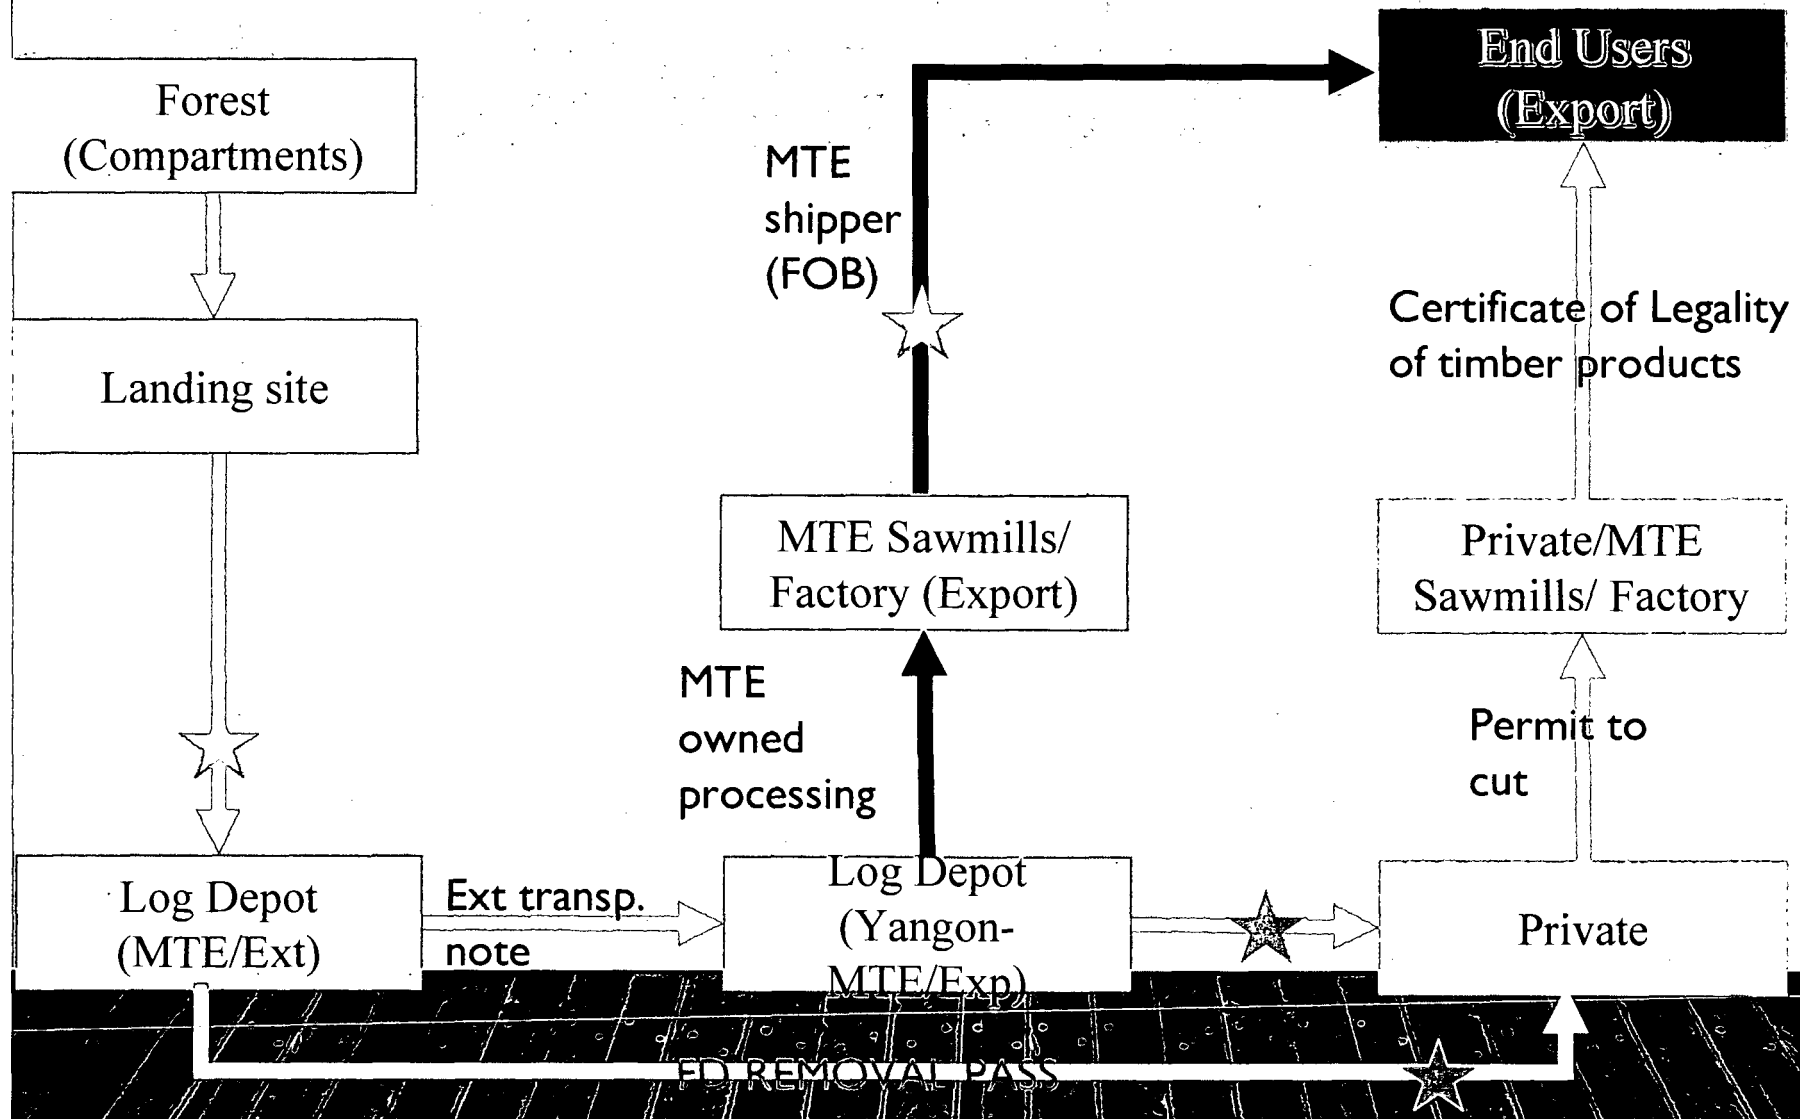 Forest
(Compartments)
Landing site
Log Depot
(MTE/Ext)
Ext transp.
note
Log Depot
(Yangon-
MTE/Exp)
MTE
owned
processing
MTE Sawmills/
Factory (Export)
MTE
shipper
(FOB)
End Users
(Export)
Certificate of Legality
of timber products
Private/MTE
Sawmills/ Factory
Permit to
cut
Private
FD REMOVAL PASS